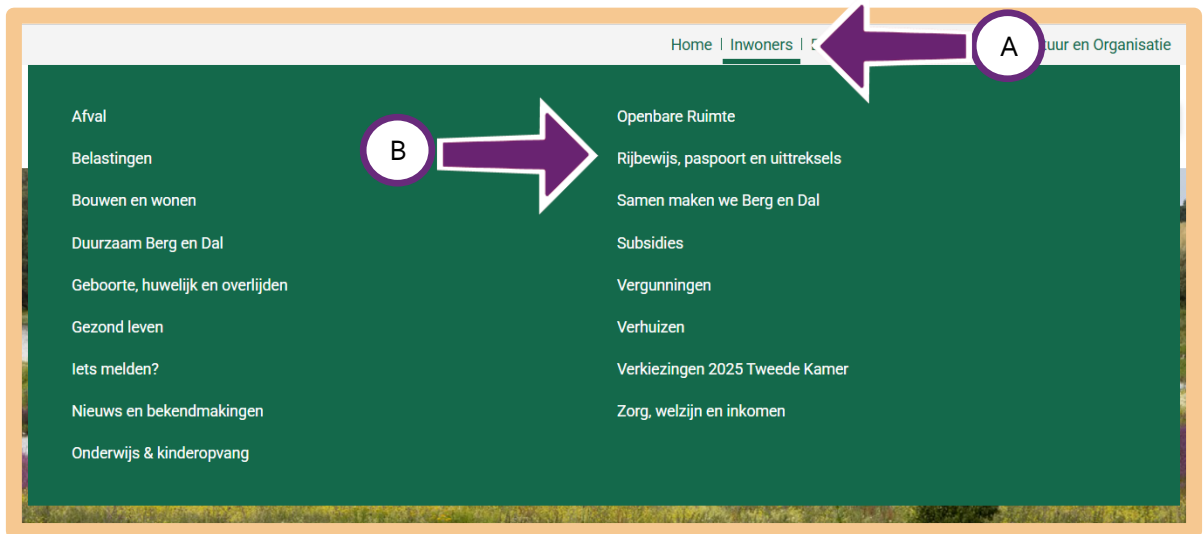 Home | Inwoners |
A
tuur en Organisatie
Afval
Belastingen
Bouwen en wonen
Duurzaam Berg en Dal
Geboorte, huwelijk en overlijden
Gezond leven
Iets melden?
Nieuws en bekendmakingen
Onderwijs & kinderopvang
B
Openbare Ruimte
Rijbewijs, paspoort en uittreksels
Samen maken we Berg en Dal
Subsidies
Vergunningen
Verhuizen
Verkiezingen 2025 Tweede Kamer
Zorg, welzijn en inkomen